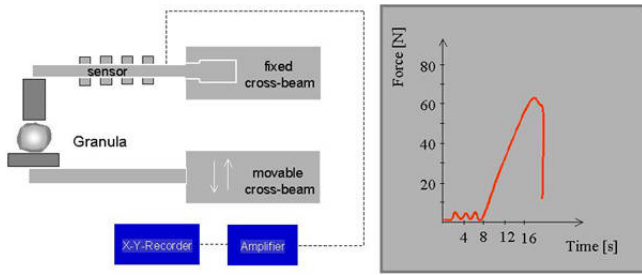 sensor
fixed
cross-beam
Granula
movable
cross-beam
X-Y-Recorder
Amplifier
Force [N]
80
60
40
20
4 8 12 16
Time [s]